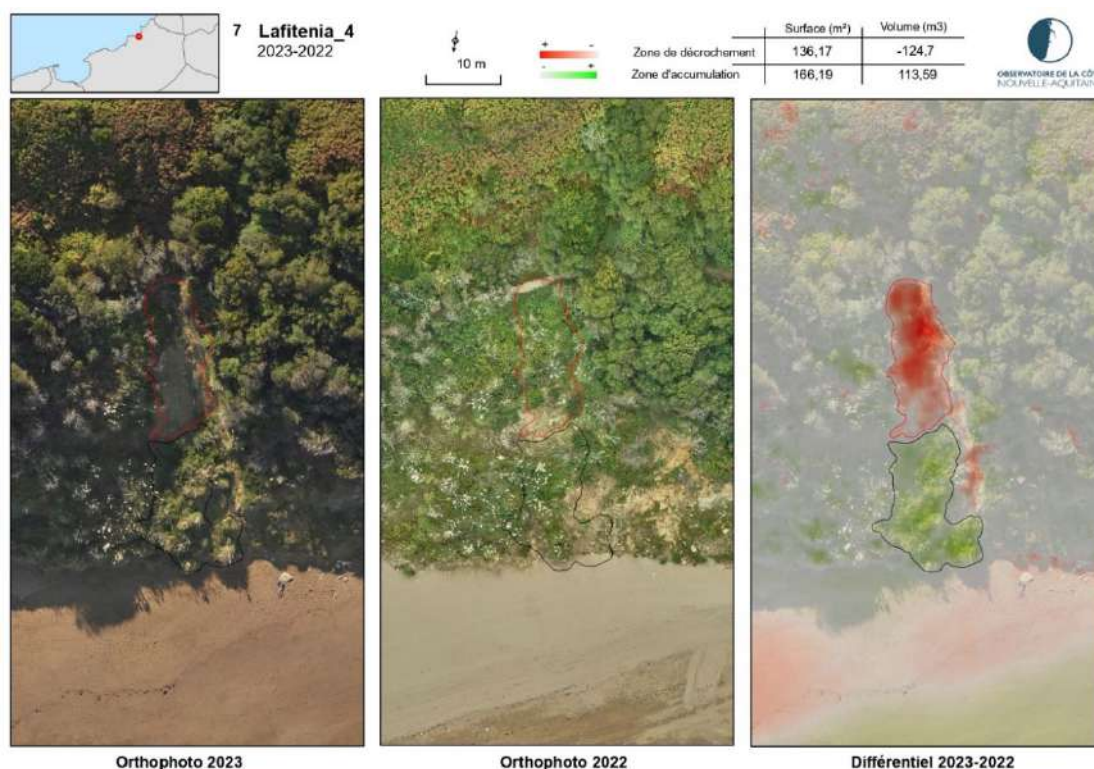 7 Lafitenia_4
2023-2022
10 m
+ -
- +
Surface (m²) Volume (m3)
Zone de décrochement 136,17 -124,7
Zone d'accumulation 166,19 113,59
OBSERVATOIRE DE LA CÔ
NOUVELLE-AQUITAIN
Orthophoto 2023
Orthophoto 2022
Différentiel 2023-2022